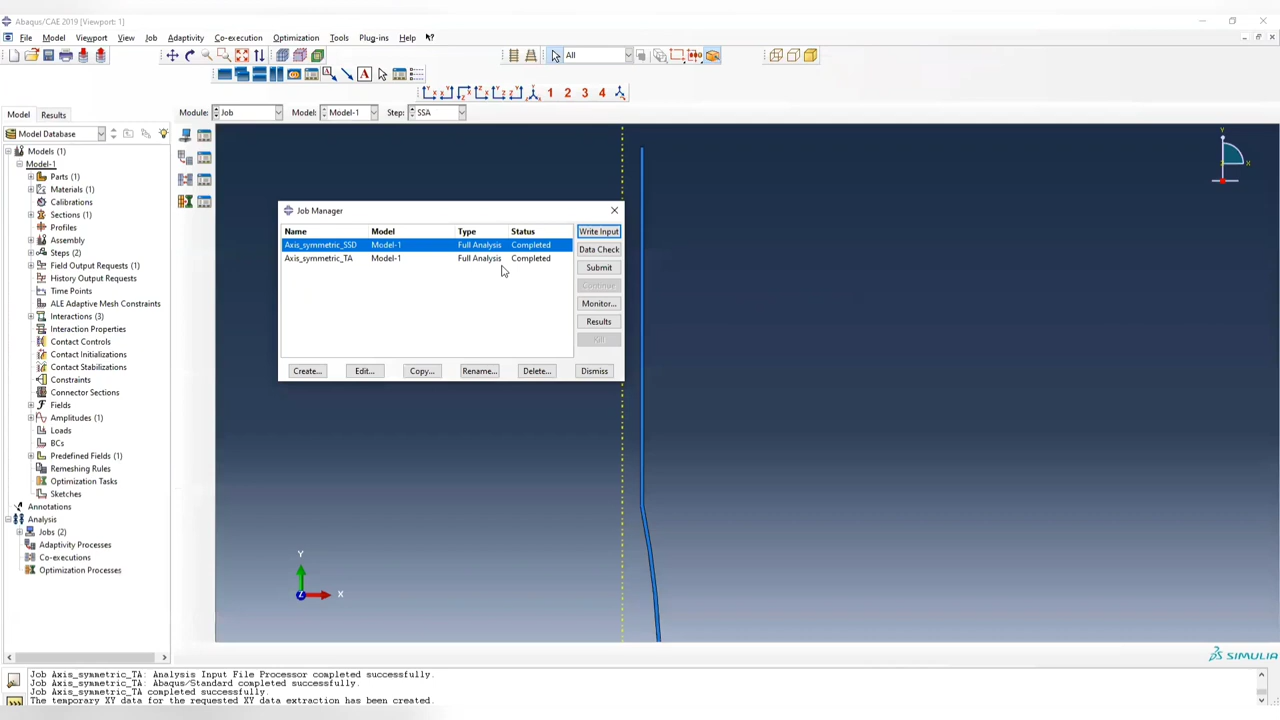 Abaqus/CAE 2019 [Viewport: 1]
File Model Viewport View Job Adaptivity Co-execution Optimization Tools Plug-ins Help
All
A
1 2 3 4
Model Results
Module: Job Model: Model-1 Step: SSA
Model Database
Models (1)
Model-1
Parts (1)
Materials (1)
Calibrations
Sections (1)
Profiles
Assembly
Steps (2)
Field Output Requests (1)
History Output Requests
Time Points
ALE Adaptive Mesh Constraints
Interactions (3)
Interaction Properties
Contact Controls
Contact Initializations
Contact Stabilizations
Constraints
Connector Sections
Fields
Amplitudes (1)
Loads
BCs
Predefined Fields (1)
Remeshing Rules
Optimization Tasks
Sketches
Annotations
Analysis
Jobs (2)
Adaptivity Processes
Co-executions
Optimization Processes
Job Manager
Name Model Type Status
Axis_symmetric_SSD Model-1 Full Analysis Completed
Axis_symmetric_TA Model-1 Full Analysis Completed
Write Input
Data Check
Submit
Continue
Monitor...
Results
Kill
Create... Edit... Copy... Rename... Delete... Dismiss
Y
X
Y
Z
X
SIMULIA
Job Axis_symmetric_TA: Analysis Input File Processor completed successfully.
Job Axis_symmetric_TA: Abaqus/Standard completed successfully.
Job Axis_symmetric_TA completed successfully.
The temporary XY data for the requested XY data extraction has been created.